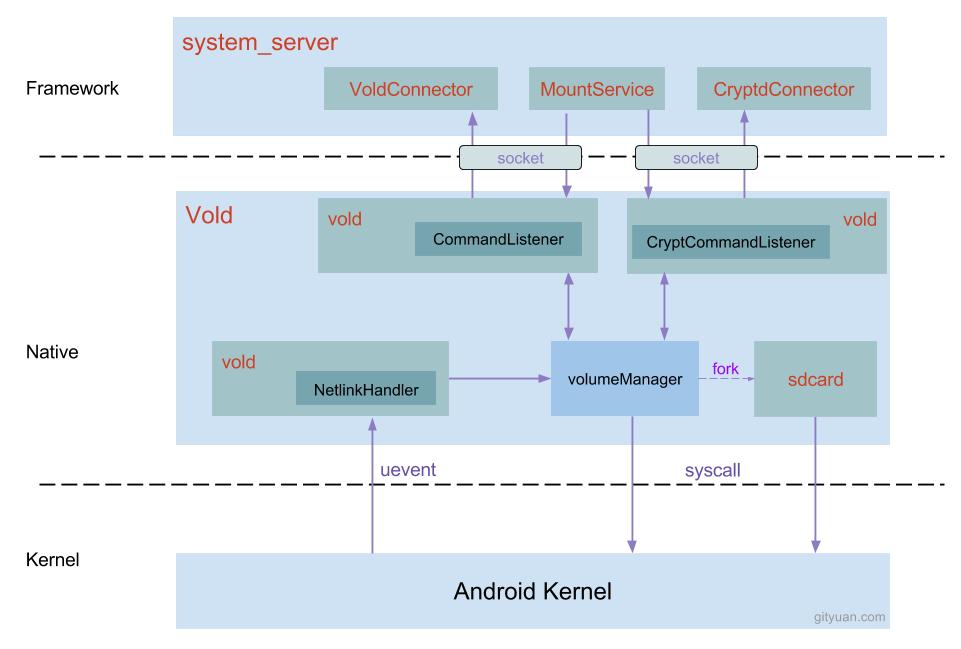 system_server
Framework
VoldConnector
MountService
CryptdConnector
socket
socket
Vold
vold
CommandListener
vold
CryptCommandListener
Native
vold
NetlinkHandler
volumeManager
fork
sdcard
uevent
syscall
Kernel
Android Kernel
gityuan.com